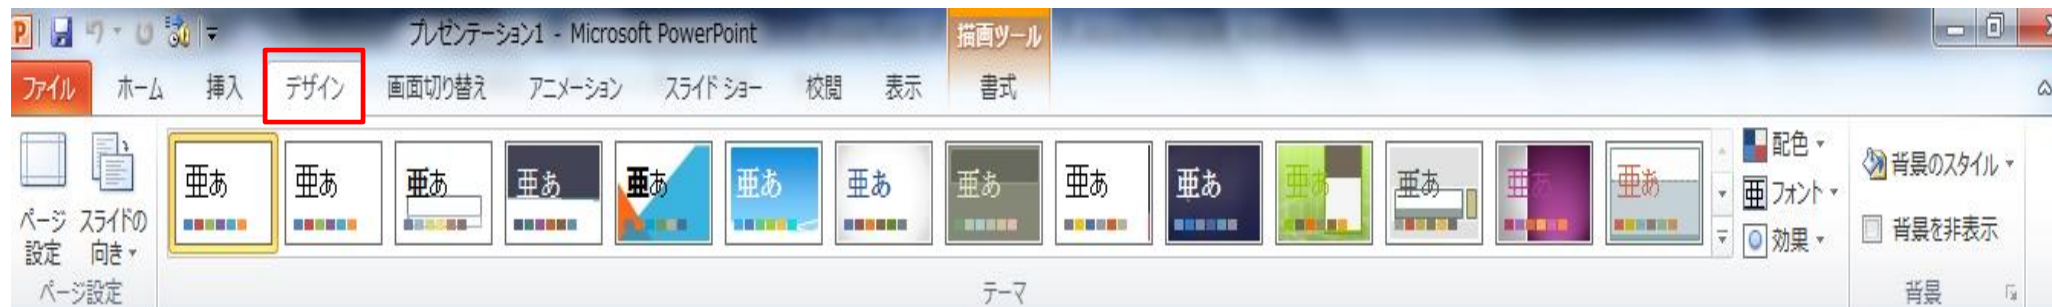 プレゼンテーション1 - Microsoft PowerPoint
描画ツール
ファイル ホーム 挿入 デザイン 画面切り替え アニメーション スライド ショー 校閲 表示 書式
ページ
設定
スライドの
向き
ページ設定
亜あ 亜あ 亜あ 亜あ 亜あ 亜あ 亜あ 亜あ 亜あ 亜あ 亜あ 亜あ 亜あ 亜あ
テーマ
配色
亜 フォント
効果
背景のスタイル
背景を非表示
背景